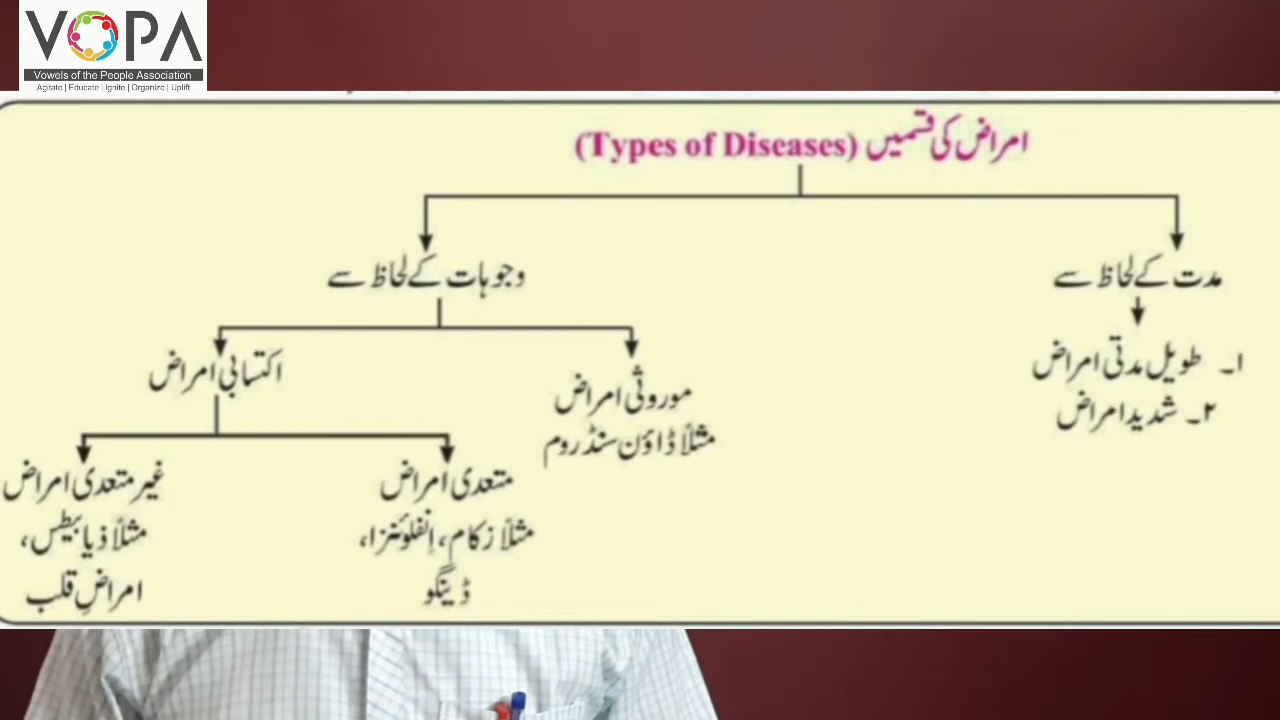 VOPA
Vowels of the People Association
Agitate | Educate | Ignite | Organize | Uplift
امراض کی قسمیں (Types of Diseases)
مدت کے لحاظ سے
۱۔ طویل مدتی امراض
۲۔ شدید امراض
وجوہات کے لحاظ سے
موروثی امراض
مثلاً ڈاؤن سنڈروم
اکتسابی امراض
متعدی امراض
مثلاً زکام، اِنفلوئنزا،
ڈینگو
غیر متعدی امراض
مثلاً ذیابیطس،
امراضِ قلب